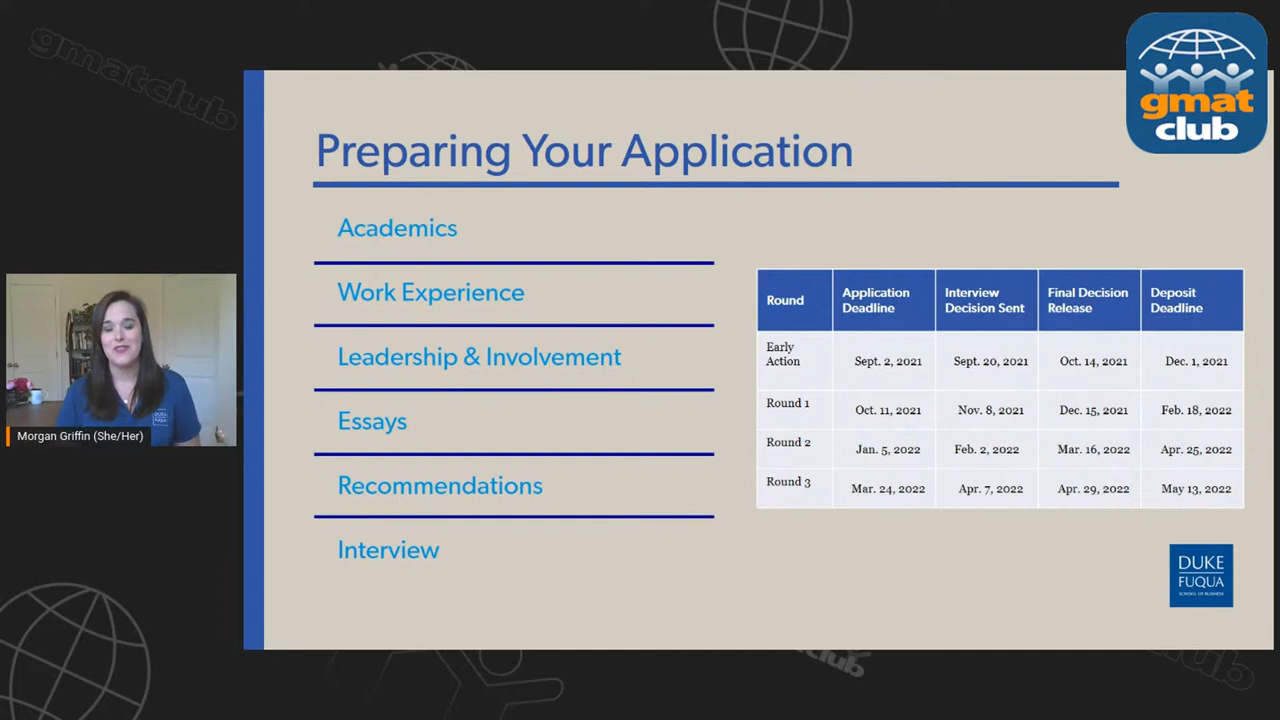 gmatclub
gmat
club
Preparing Your Application
Academics
Work Experience
Leadership & Involvement
Essays
Recommendations
Interview
Round Application Deadline Interview Decision Sent Final Decision Release Deposit Deadline
Early Action Sept. 2, 2021 Sept. 20, 2021 Oct. 14, 2021 Dec. 1, 2021
Round 1 Oct. 11, 2021 Nov. 8, 2021 Dec. 15, 2021 Feb. 18, 2022
Round 2 Jan. 5, 2022 Feb. 2, 2022 Mar. 16, 2022 Apr. 25, 2022
Round 3 Mar. 24, 2022 Apr. 7, 2022 Apr. 29, 2022 May 13, 2022
DUKE
FUQUA
SCHOOL OF BUSINESS
DUKE
FUQUA
Morgan Griffin (She/Her)
club